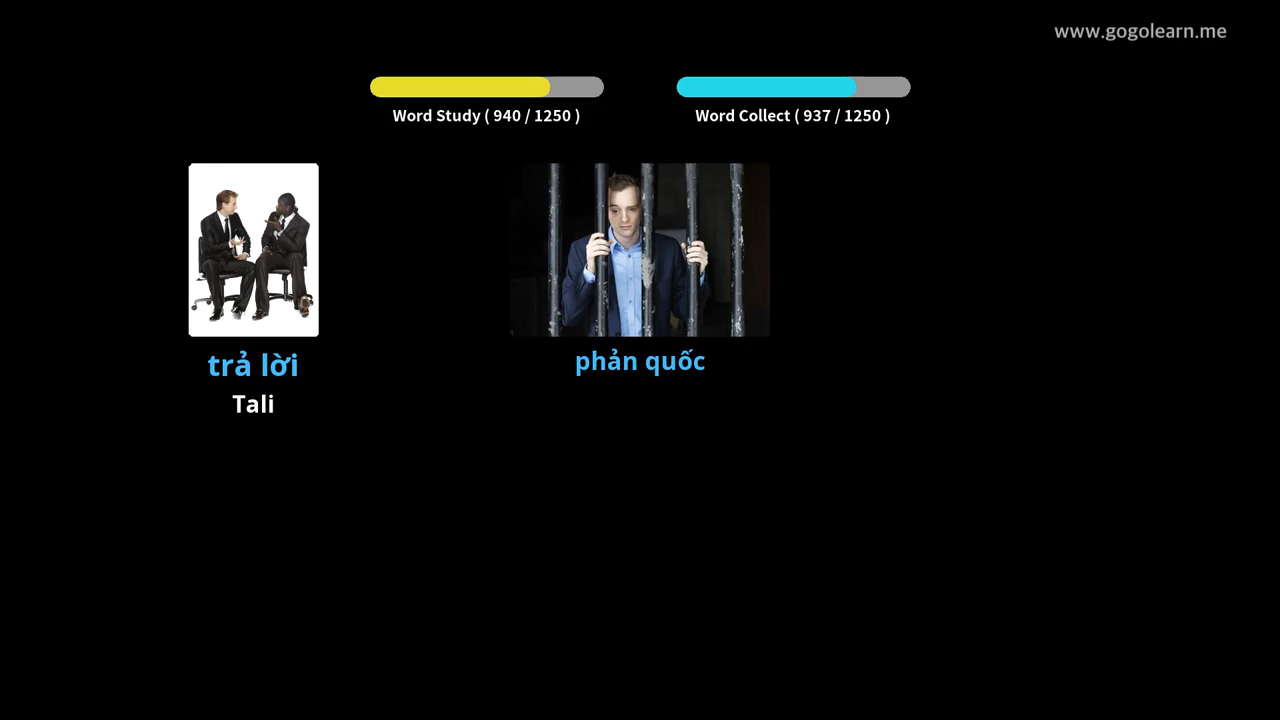 www.gogolearn.me
Word Study ( 940 / 1250 )
Word Collect ( 937 / 1250 )
trả lời
Tali
phản quốc